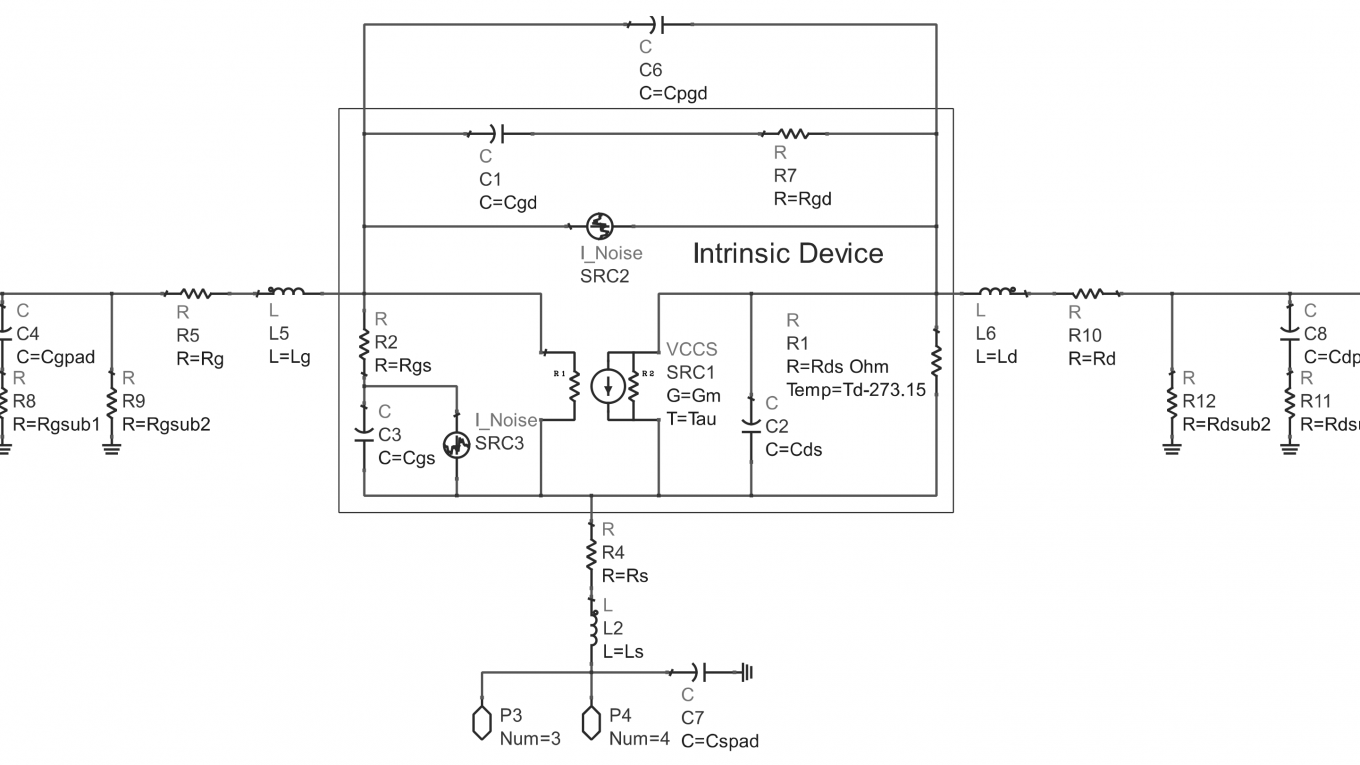 C
C6
C=Cpgd
C
C1
C=Cgd
R
R7
R=Rgd
I_Noise
SRC2
Intrinsic Device
C
C4
C=Cgpad
R
R8
R=Rgsub1
R
R9
R=Rgsub2
R
R5
R=Rg
L
L5
L=Lg
R
R2
R=Rgs
C
C3
C=Cgs
I_Noise
SRC3
R1
R2
VCCS
SRC1
G=Gm
T=Tau
R
R1
R=Rds Ohm
Temp=Td-273.15
C
C2
C=Cds
L
L6
L=Ld
R
R10
R=Rd
R
R12
R=Rdsub2
C
C8
R
R11
R
R4
R=Rs
L
L2
L=Ls
P3
Num=3
P4
Num=4
C
C7
C=Cspad